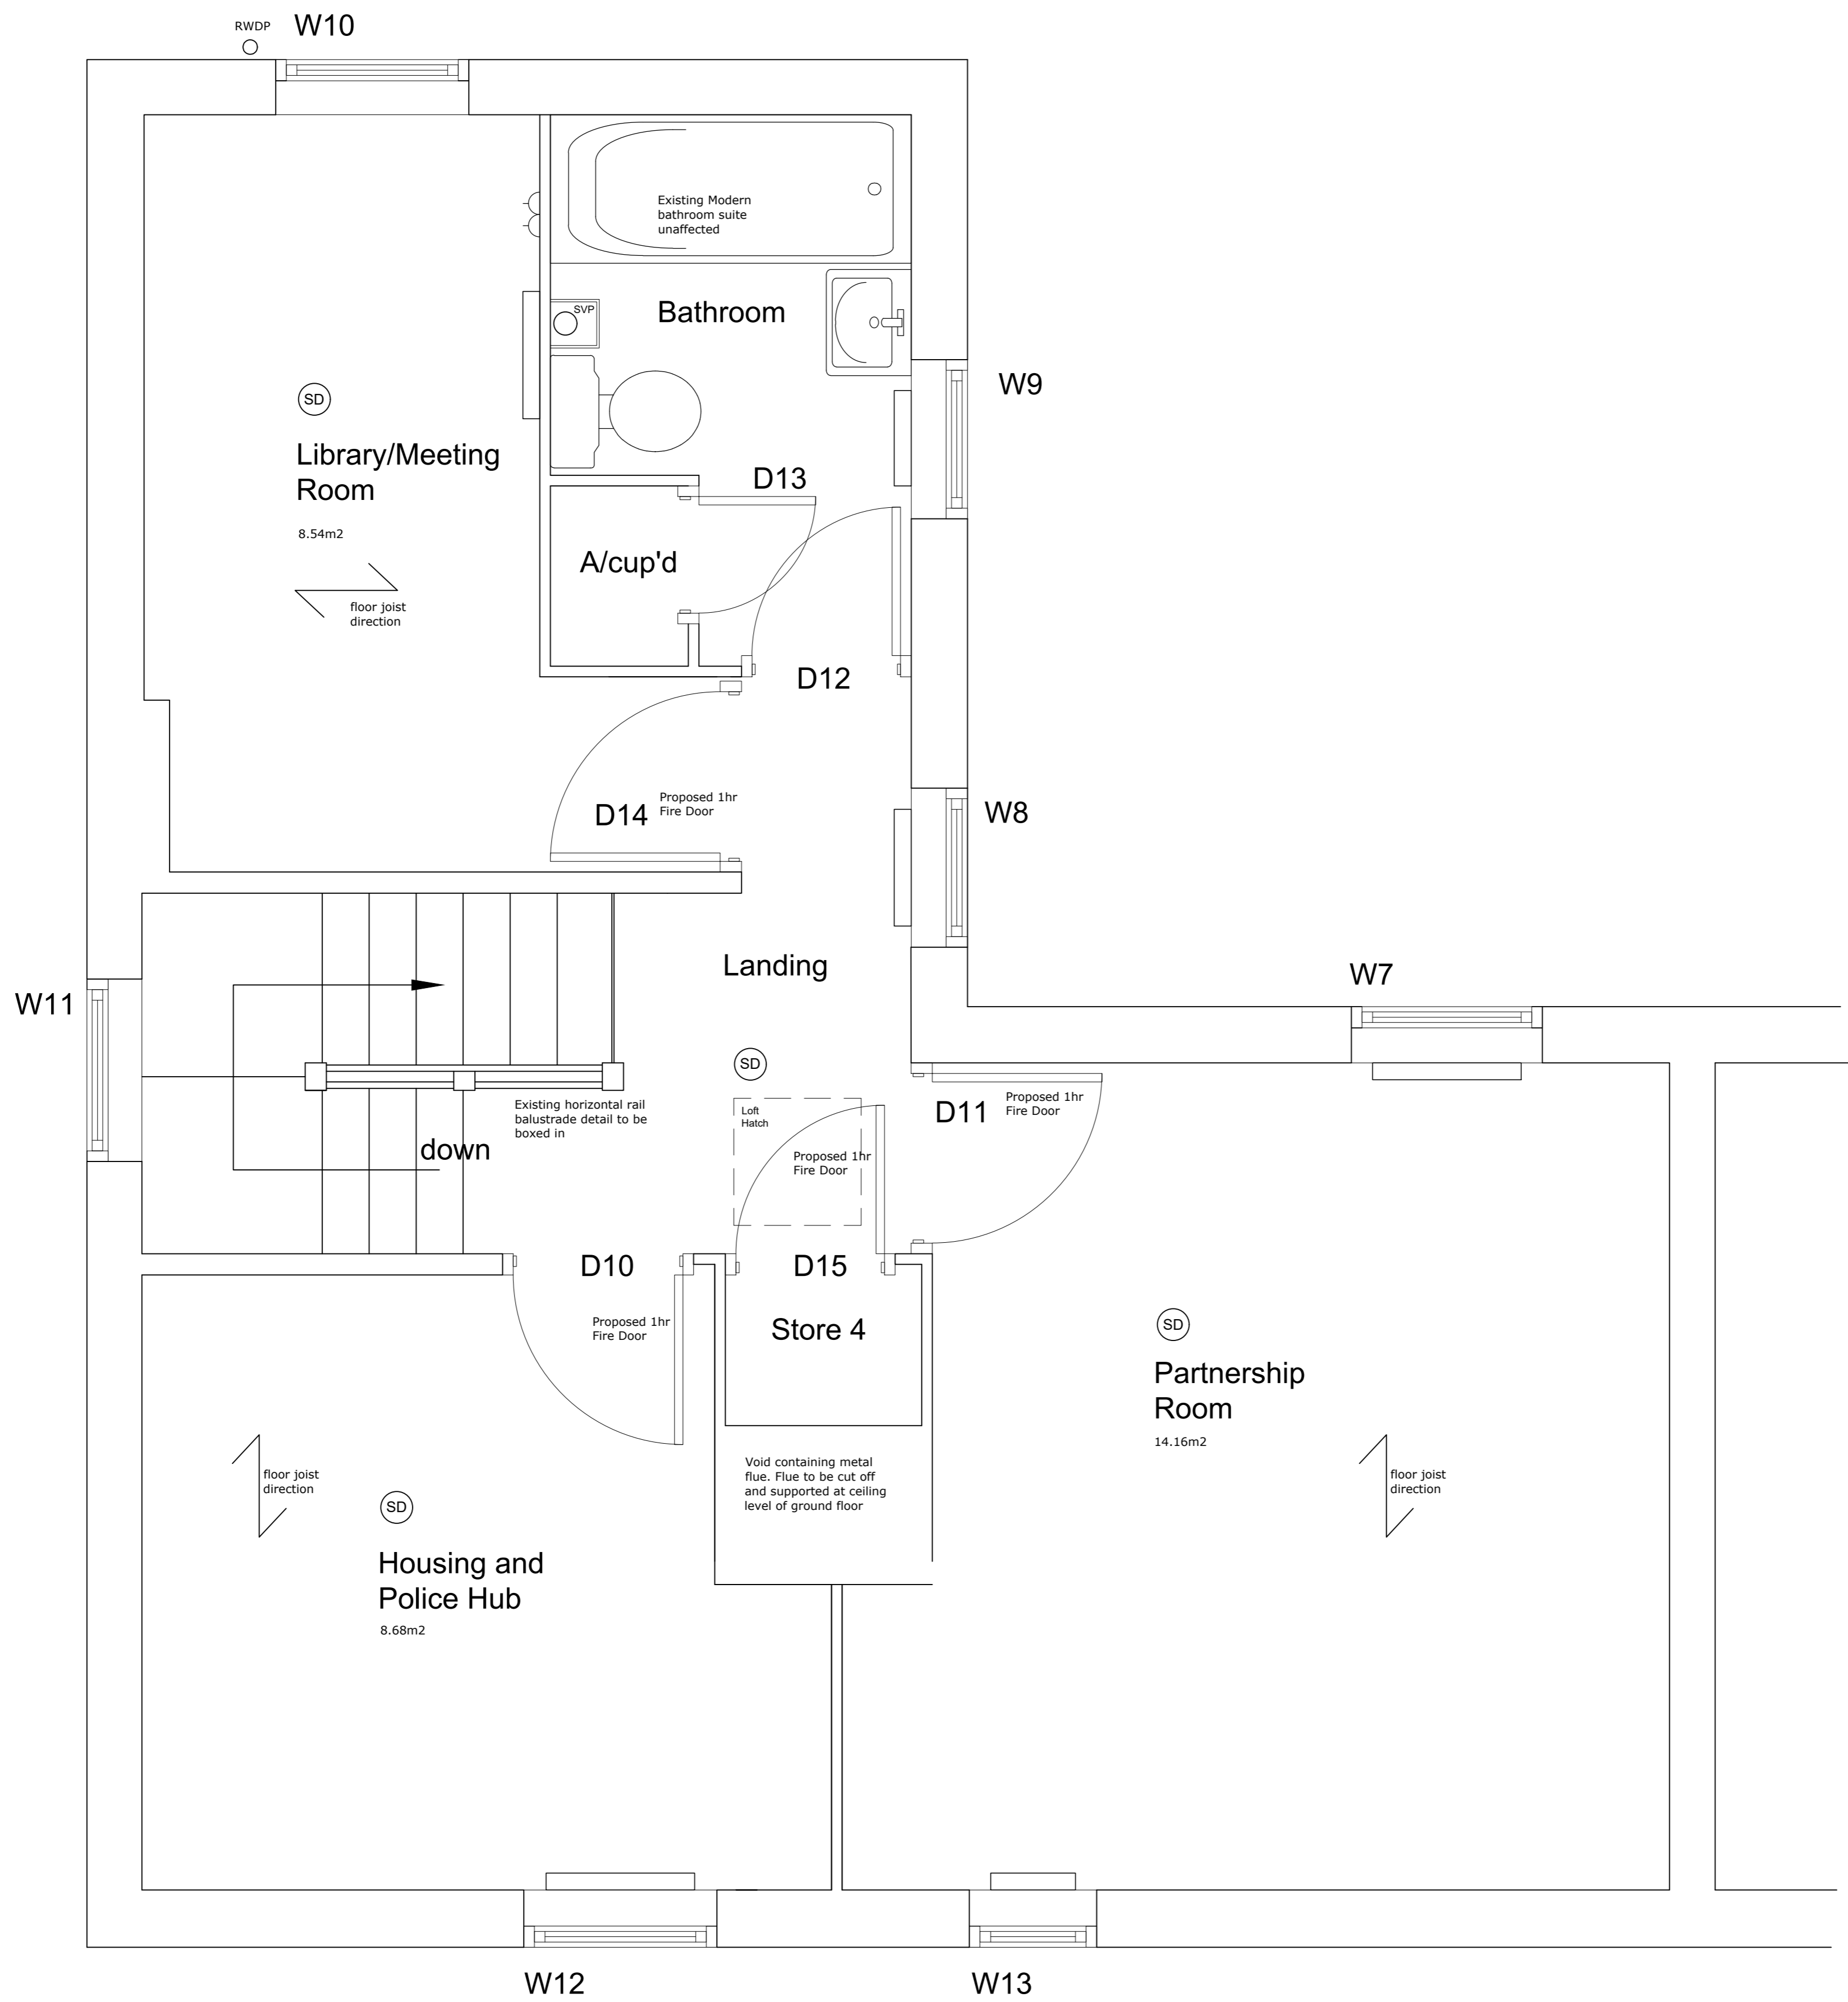 RWDP
W10
Existing Modern
bathroom suite
unaffected
SVP
Bathroom
W9
SD
Library/Meeting
Room
8.54m2
D13
A/cup'd
floor joist
direction
D12
Proposed 1hr
Fire Door
D14
W8
Landing
W7
W11
SD
Existing horizontal rail
balustrade detail to be
boxed in
down
Loft
Hatch
D11
Proposed 1hr
Fire Door
Proposed 1hr
Fire Door
D10
D15
Proposed 1hr
Fire Door
Store 4
SD
Partnership
Room
14.16m2
floor joist
direction
Void containing metal
flue. Flue to be cut off
and supported at ceiling
level of ground floor
floor joist
direction
SD
Housing and
Police Hub
8.68m2
W12
W13